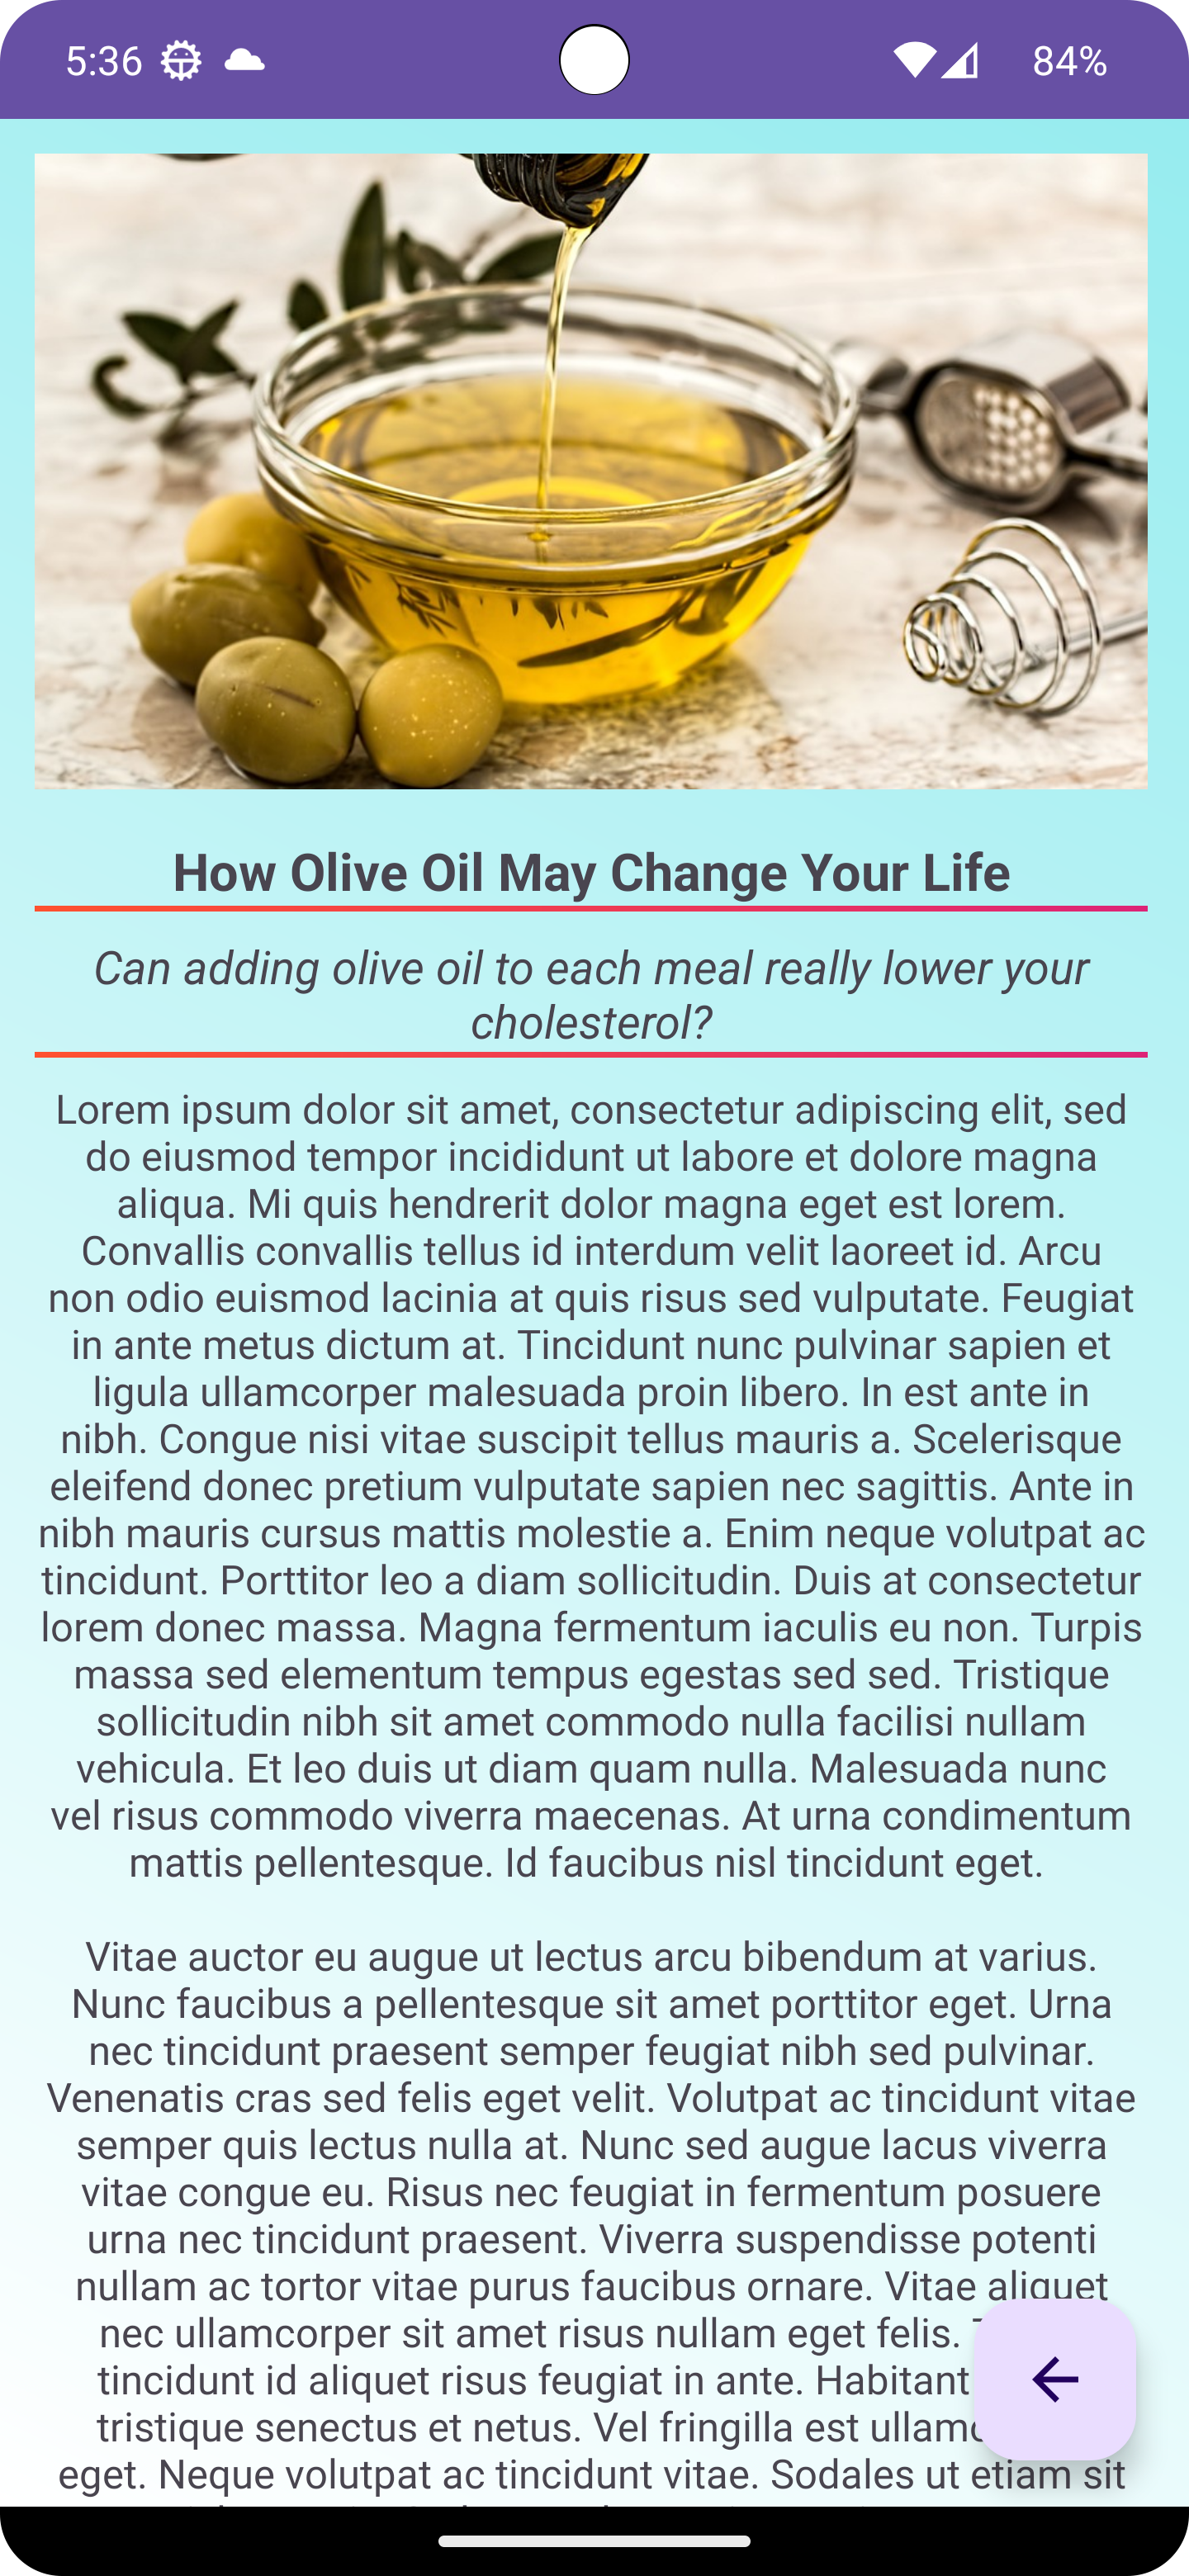 5:36
84%
How Olive Oil May Change Your Life
Can adding olive oil to each meal really lower your
cholesterol?
Lorem ipsum dolor sit amet, consectetur adipiscing elit, sed
do eiusmod tempor incididunt ut labore et dolore magna
aliqua. Mi quis hendrerit dolor magna eget est lorem.
Convallis convallis tellus id interdum velit laoreet id. Arcu
non odio euismod lacinia at quis risus sed vulputate. Feugiat
in ante metus dictum at. Tincidunt nunc pulvinar sapien et
ligula ullamcorper malesuada proin libero. In est ante in
nibh. Congue nisi vitae suscipit tellus mauris a. Scelerisque
eleifend donec pretium vulputate sapien nec sagittis. Ante in
nibh mauris cursus mattis molestie a. Enim neque volutpat ac
tincidunt. Porttitor leo a diam sollicitudin. Duis at consectetur
lorem donec massa. Magna fermentum iaculis eu non. Turpis
massa sed elementum tempus egestas sed sed. Tristique
sollicitudin nibh sit amet commodo nulla facilisi nullam
vehicula. Et leo duis ut diam quam nulla. Malesuada nunc
vel risus commodo viverra maecenas. At urna condimentum
mattis pellentesque. Id faucibus nisl tincidunt eget.
Vitae auctor eu augue ut lectus arcu bibendum at varius.
Nunc faucibus a pellentesque sit amet porttitor eget. Urna
nec tincidunt praesent semper feugiat nibh sed pulvinar.
Venenatis cras sed felis eget velit. Volutpat ac tincidunt vitae
semper quis lectus nulla at. Nunc sed augue lacus viverra
vitae congue eu. Risus nec feugiat in fermentum posuere
urna nec tincidunt praesent. Viverra suspendisse potenti
nullam ac tortor vitae purus faucibus ornare. Vitae aliquet
nec ullamcorper sit amet risus nullam eget felis.
tincidunt id aliquet risus feugiat in ante. Habitant
tristique senectus et netus. Vel fringilla est
eget. Neque volutpat ac tincidunt vitae. Sodales ut etiam sit